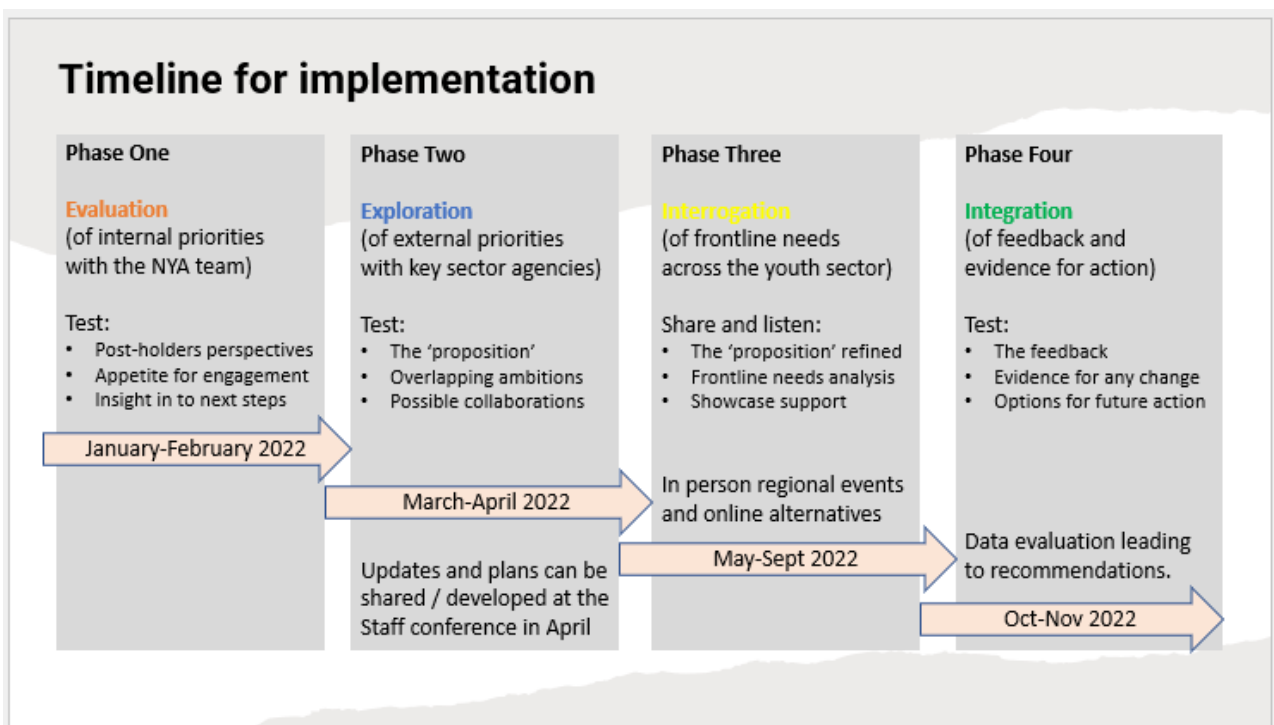 Timeline for implementation
Phase One
Evaluation
(of internal priorities
with the NYA team)
Test:
• Post-holders perspectives
• Appetite for engagement
• Insight in to next steps
January-February 2022
Phase Two
Exploration
(of external priorities
with key sector agencies)
Test:
• The ‘proposition’
• Overlapping ambitions
• Possible collaborations
March-April 2022
Updates and plans can be
shared / developed at the
Staff conference in April
Phase Three
Interrogation
(of frontline needs
across the youth sector)
Share and listen:
• The ‘proposition’ refined
• Frontline needs analysis
• Showcase support
In person regional events
and online alternatives
May-Sept 2022
Phase Four
Integration
(of feedback and
evidence for action)
Test:
• The feedback
• Evidence for any change
• Options for future action
Data evaluation leading
to recommendations.
Oct-Nov 2022